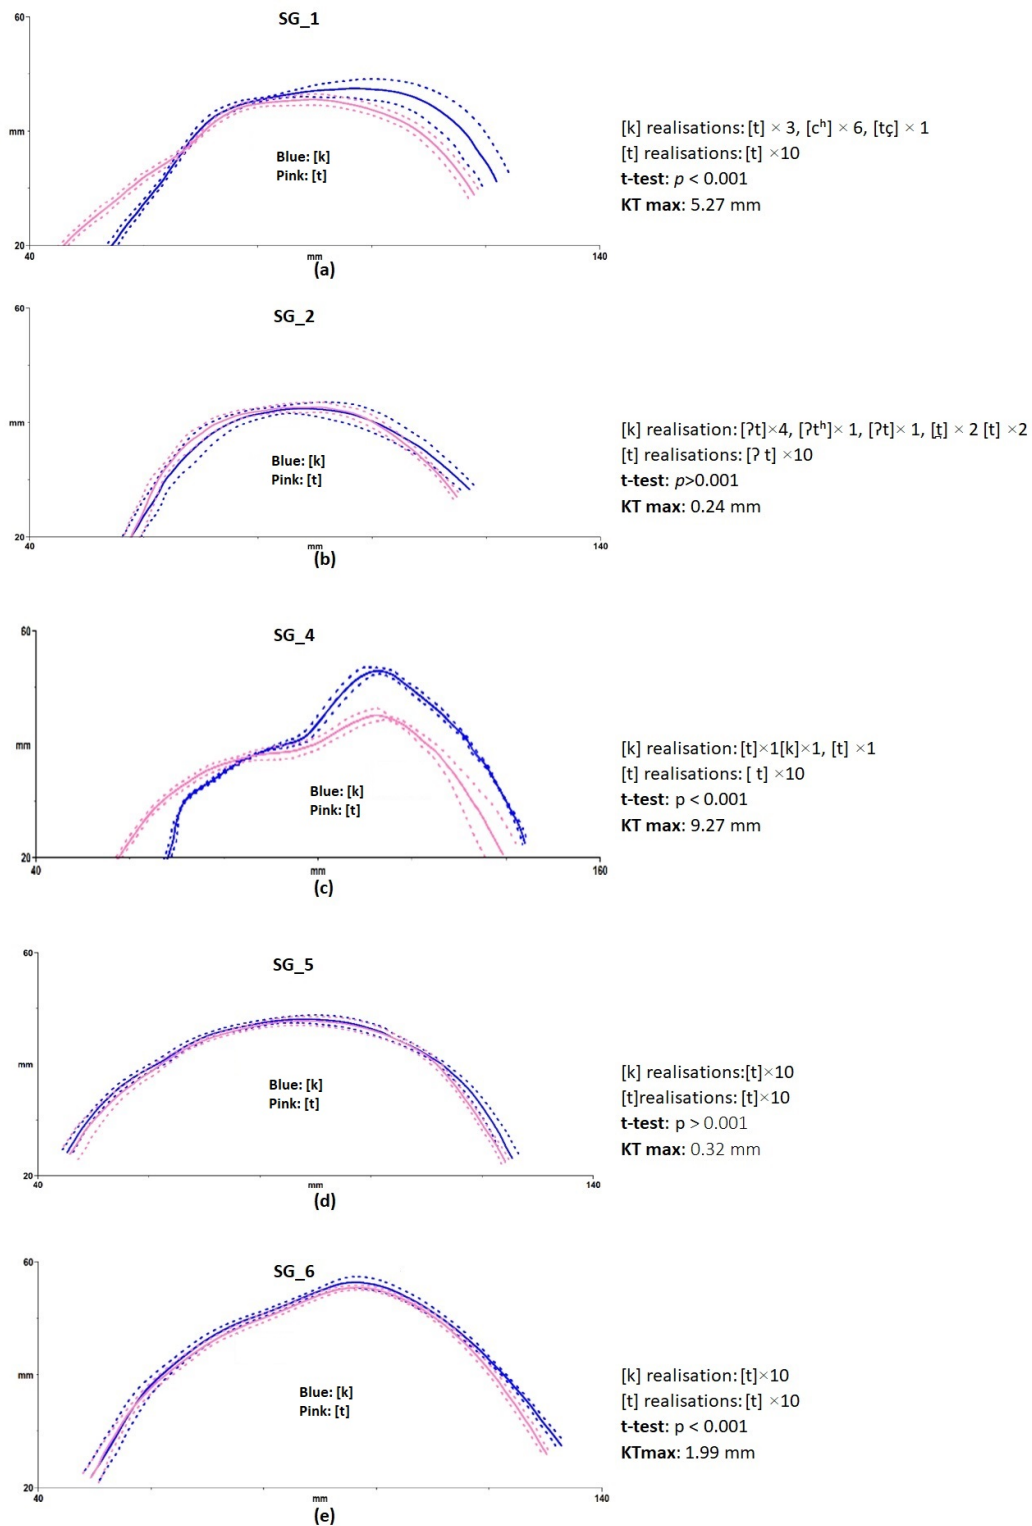 SG_1
60
mm
20
Blue: [k]
Pink: [t]
40
mm
140
(a)
[k] realisations: [t] × 3, [cʰ] × 6, [tç] × 1
[t] realisations: [t] ×10
t-test: p < 0.001
KT max: 5.27 mm
SG_2
60
mm
20
Blue: [k]
Pink: [t]
40
mm
140
(b)
[k] realisation: [ʔt]×4, [ʔtʰ]× 1, [ʔt]× 1, [t̪] × 2 [t] ×2
[t] realisations: [ʔ t] ×10
t-test: p>0.001
KT max: 0.24 mm
SG_4
60
mm
20
Blue: [k]
Pink: [t]
40
mm
160
(c)
[k] realisation: [t]×1[k]×1, [t] ×1
[t] realisations: [ t] ×10
t-test: p < 0.001
KT max: 9.27 mm
SG_5
60
mm
20
Blue: [k]
Pink: [t]
40
mm
140
(d)
[k] realisations:[t]×10
[t]realisations: [t]×10
t-test: p > 0.001
KT max: 0.32 mm
SG_6
60
mm
20
Blue: [k]
Pink: [t]
40
mm
140
(e)
[k] realisation: [t]×10
[t] realisations: [t] ×10
t-test: p < 0.001
KTmax: 1.99 mm